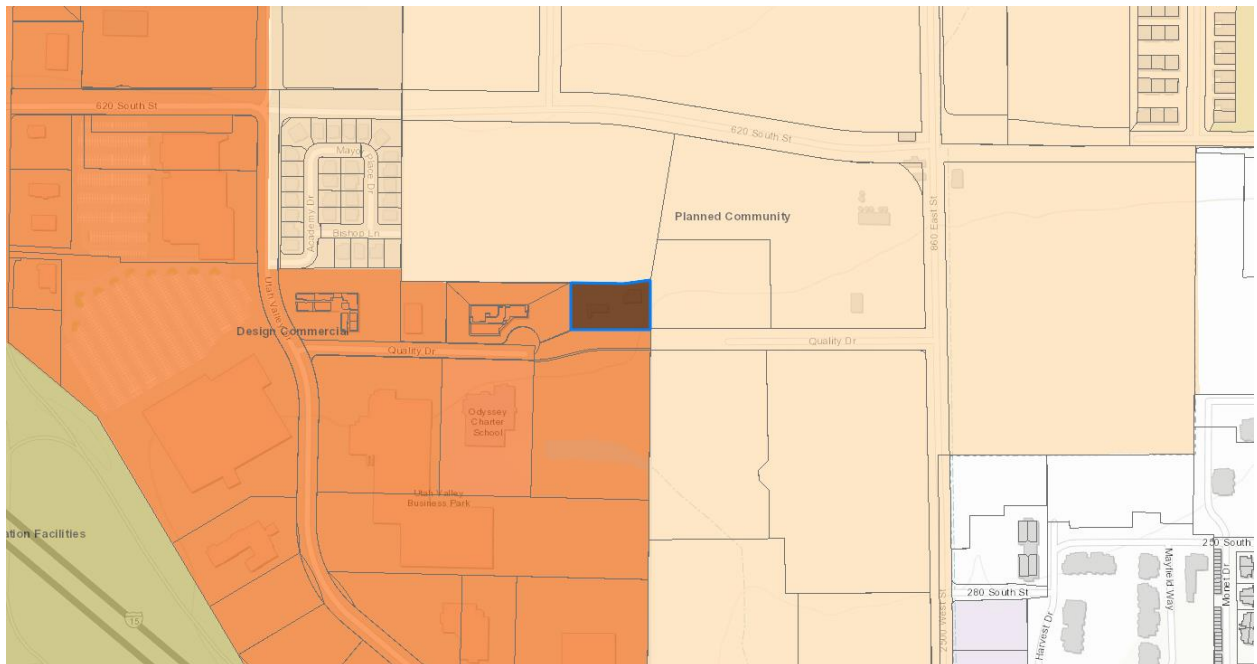 620 South St
620 South St
Mayor
Place Dr
Academy Dr
Bishop Ln
Planned Community
860 East St
Utah Valley Dr
Design Commercial
Quality Dr
Quality Dr
Odyssey
Charter
School
Utah Valley
Business Park
ation Facilities
15
2500 West St
280 South St
250 South
Mayfield Way
Monet Dr
Harvest Dr